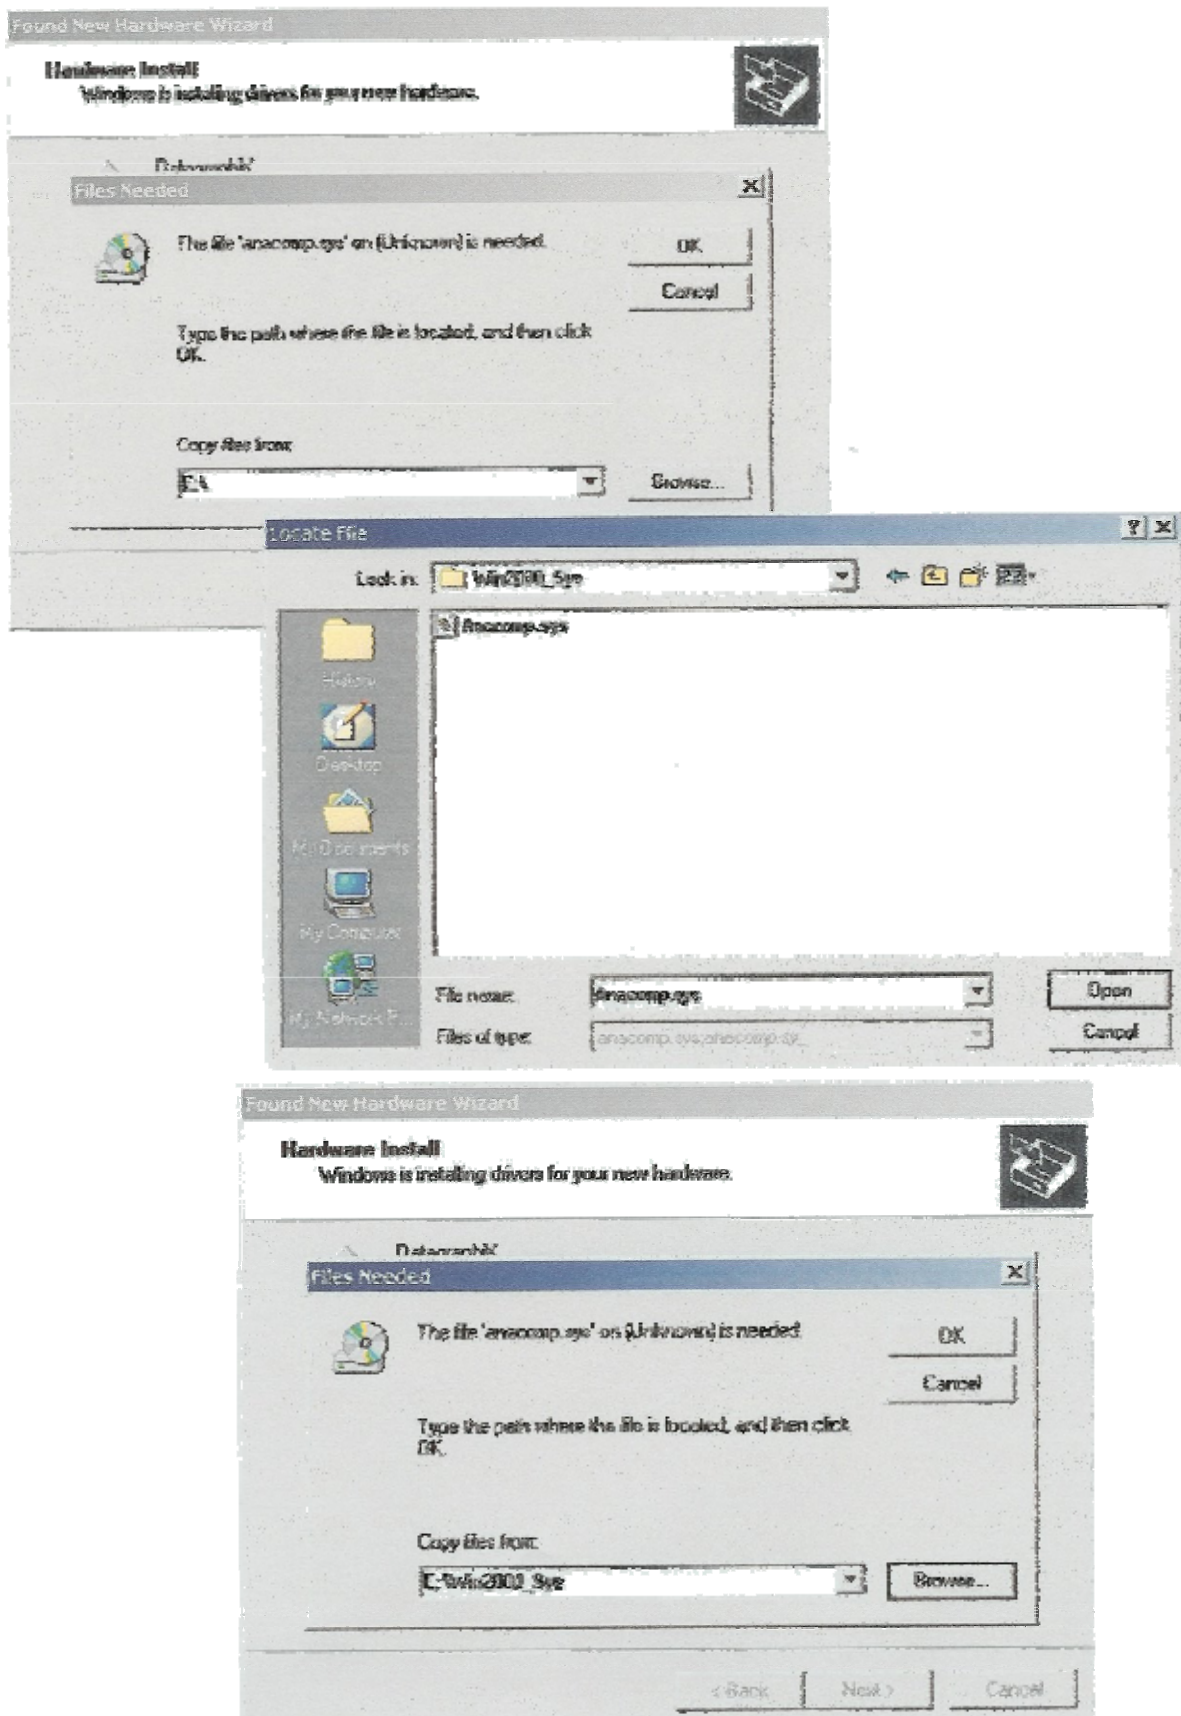 Found New Hardware Wizard
Hardware Install
Windows is installing drivers for your new hardware.
Files Needed
The file 'anacomp.sys' on (Unknown) is needed.
OK
Cancel
Type the path where the file is located, and then click
OK.
Copy files from:
E:\
Browse...
Locate File
Look in:
Win2000_Sys
Anacomp.sys
History
Desktop
My Documents
My Computer
My Network P...
File name:
Anacomp.sys
Open
Files of type:
anacomp.sys;anacomp.sy_
Cancel
Found New Hardware Wizard
Hardware Install
Windows is installing drivers for your new hardware.
Files Needed
The file 'anacomp.sys' on (Unknown) is needed.
OK
Cancel
Type the path where the file is located, and then click
OK.
Copy files from:
E:\Win2000_Sys
Browse...
< Back
Next >
Cancel